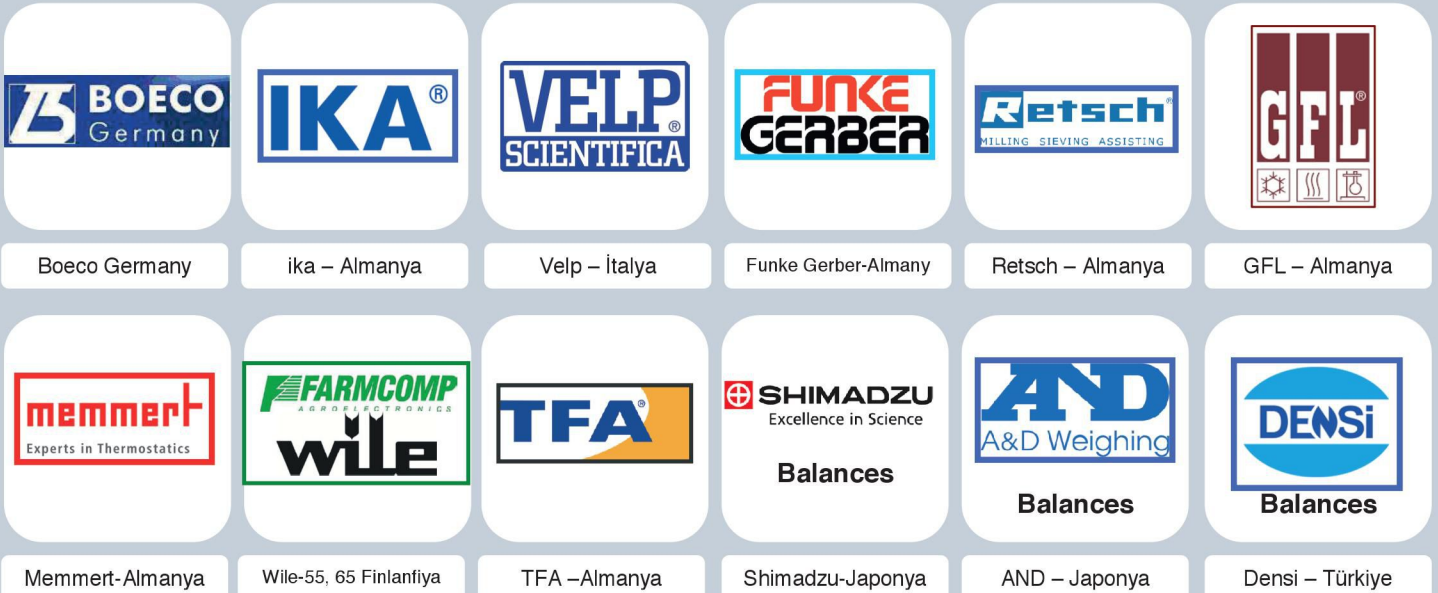 BOECO
Germany
IKA®
VELP®
SCIENTIFICA
FUNKE
GERBER
Retsch®
MILLING SIEVING ASSISTING
GFL®
Boeco Germany
ika – Almanya
Velp – İtalya
Funke Gerber-Almany
Retsch – Almanya
GFL – Almanya
memmert
Experts in Thermostatics
FARMCOMP
AGROELECTRONICS
wile
TFA®
SHIMADZU
Excellence in Science
Balances
AND
A&D Weighing
Balances
DENSi
Balances
Memmert-Almanya
Wile-55, 65 Finlanfiya
TFA –Almanya
Shimadzu-Japonya
AND – Japonya
Densi – Türkiye